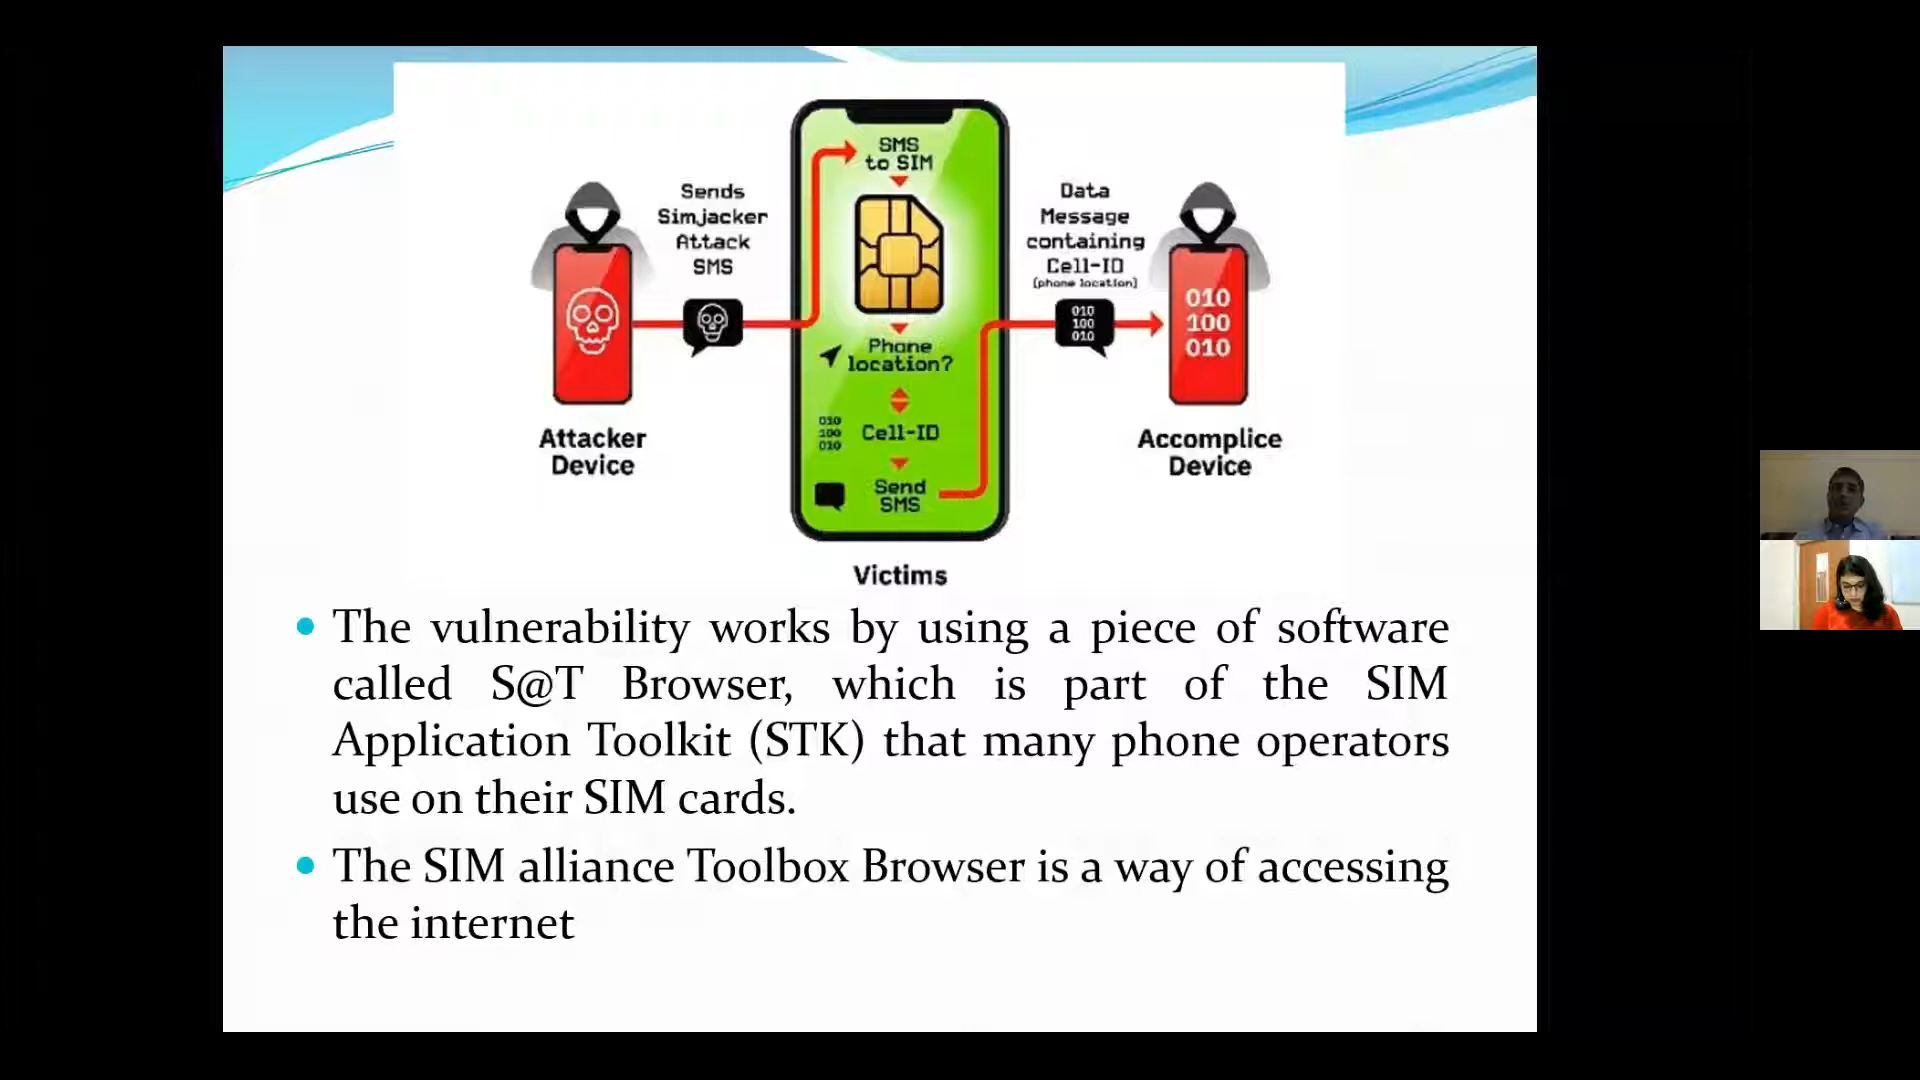 Sends
Simjacker
Attack
SMS
Attacker
Device
SMS
to SIM
Phone
location?
010
100
010
Cell-ID
Send
SMS
Victims
Data
Message
containing
Cell-ID
(phone location)
010
100
010
010
100
010
Accomplice
Device
• The vulnerability works by using a piece of software
called S@T Browser, which is part of the SIM
Application Toolkit (STK) that many phone operators
use on their SIM cards.
• The SIM alliance Toolbox Browser is a way of accessing
the internet